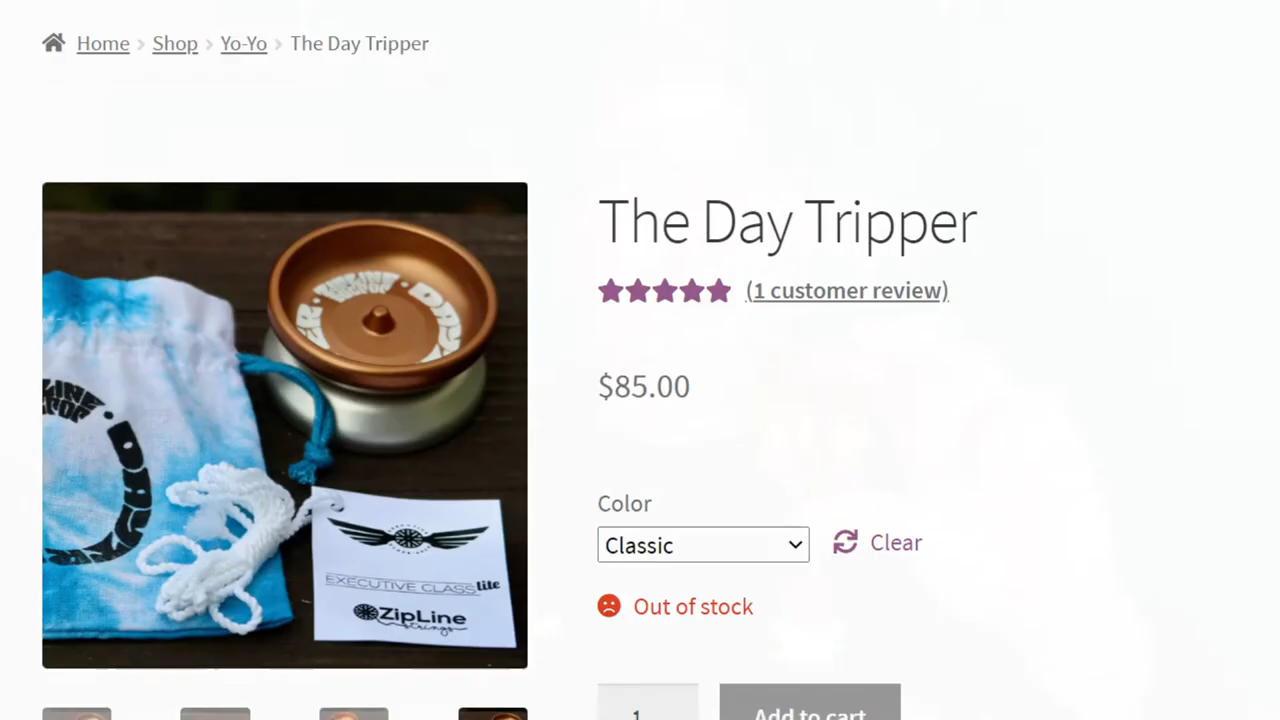 Home > Shop > Yo-Yo > The Day Tripper
The Day Tripper
(1 customer review)
$85.00
Color
Classic
Clear
Out of stock
1
Add to cart
EXECUTIVE CLASS lite
ZipLine
strings